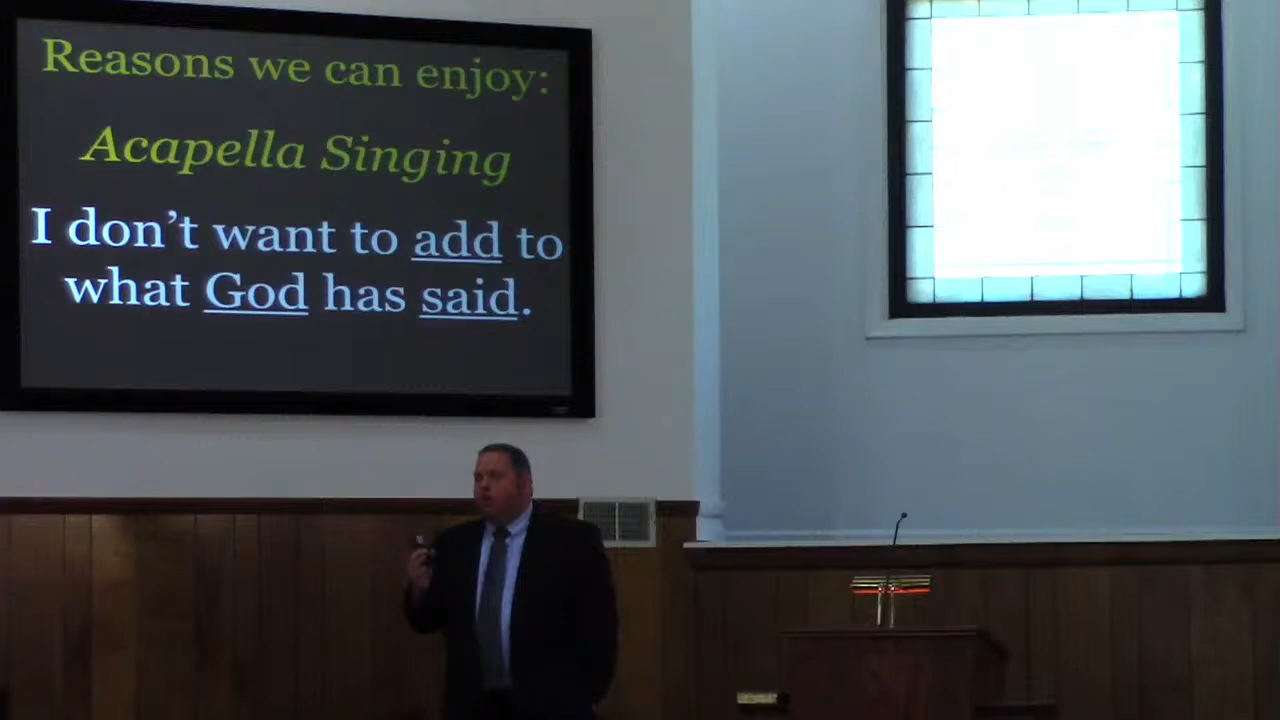 Reasons we can enjoy:
Acapella Singing
I don't want to add to
what God has said.